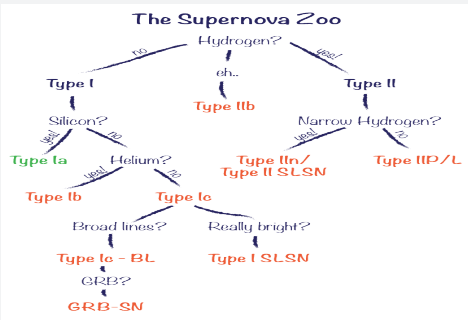 The Supernova Zoo
Hydrogen?
no
yes!
eh..
Type I
Type II
Type IIb
Silicon?
Narrow Hydrogen?
yes!
no
yes!
no
Type Ia
Helium?
Type IIn/
Type II SLSN
Type IIP/L
yes!
no
Type Ib
Type Ic
Broad lines?
Really bright?
Type Ic - BL
Type I SLSN
GRB?
GRB-SN